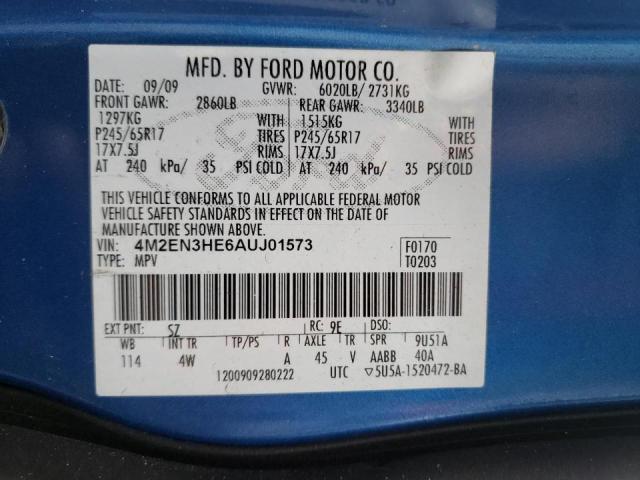 MFD. BY FORD MOTOR CO.
DATE: 09/09 GVWR: 6020LB/ 2731KG
FRONT GAWR: 2860LB REAR GAWR: 3340LB
1297KG WITH 1515KG WITH
P245/65R17 TIRES P245/65R17 TIRES
17X7.5J RIMS 17X7.5J RIMS
AT 240 kPa/ 35 PSI COLD AT 240 kPa/ 35 PSI COLD
THIS VEHICLE CONFORMS TO ALL APPLICABLE FEDERAL MOTOR
VEHICLE SAFETY STANDARDS IN EFFECT ON THE DATE OF
MANUFACTURE SHOWN ABOVE.
VIN: 4M2EN3HE6AUJ01573 F0170
TYPE: MPV T0203
EXT PNT: SZ RC: 9E DSO:
WB INT TR TP/PS R AXLE TR SPR 9U51A
114 4W A 45 V AABB 40A
1200909280222 UTC ▽5U5A-1520472-BA